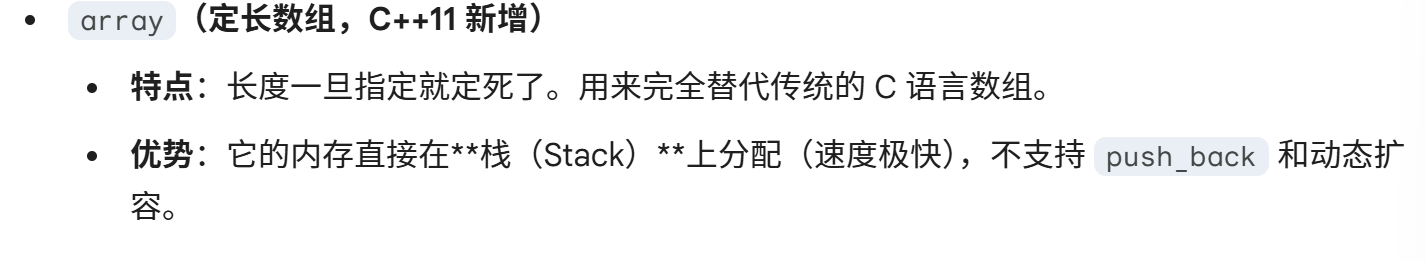 array（定长数组，C++11 新增）
特点：长度一旦指定就定死了。用来完全替代传统的 C 语言数组。
优势：它的内存直接在**栈（Stack）**上分配（速度极快），不支持 push_back 和动态扩
容。